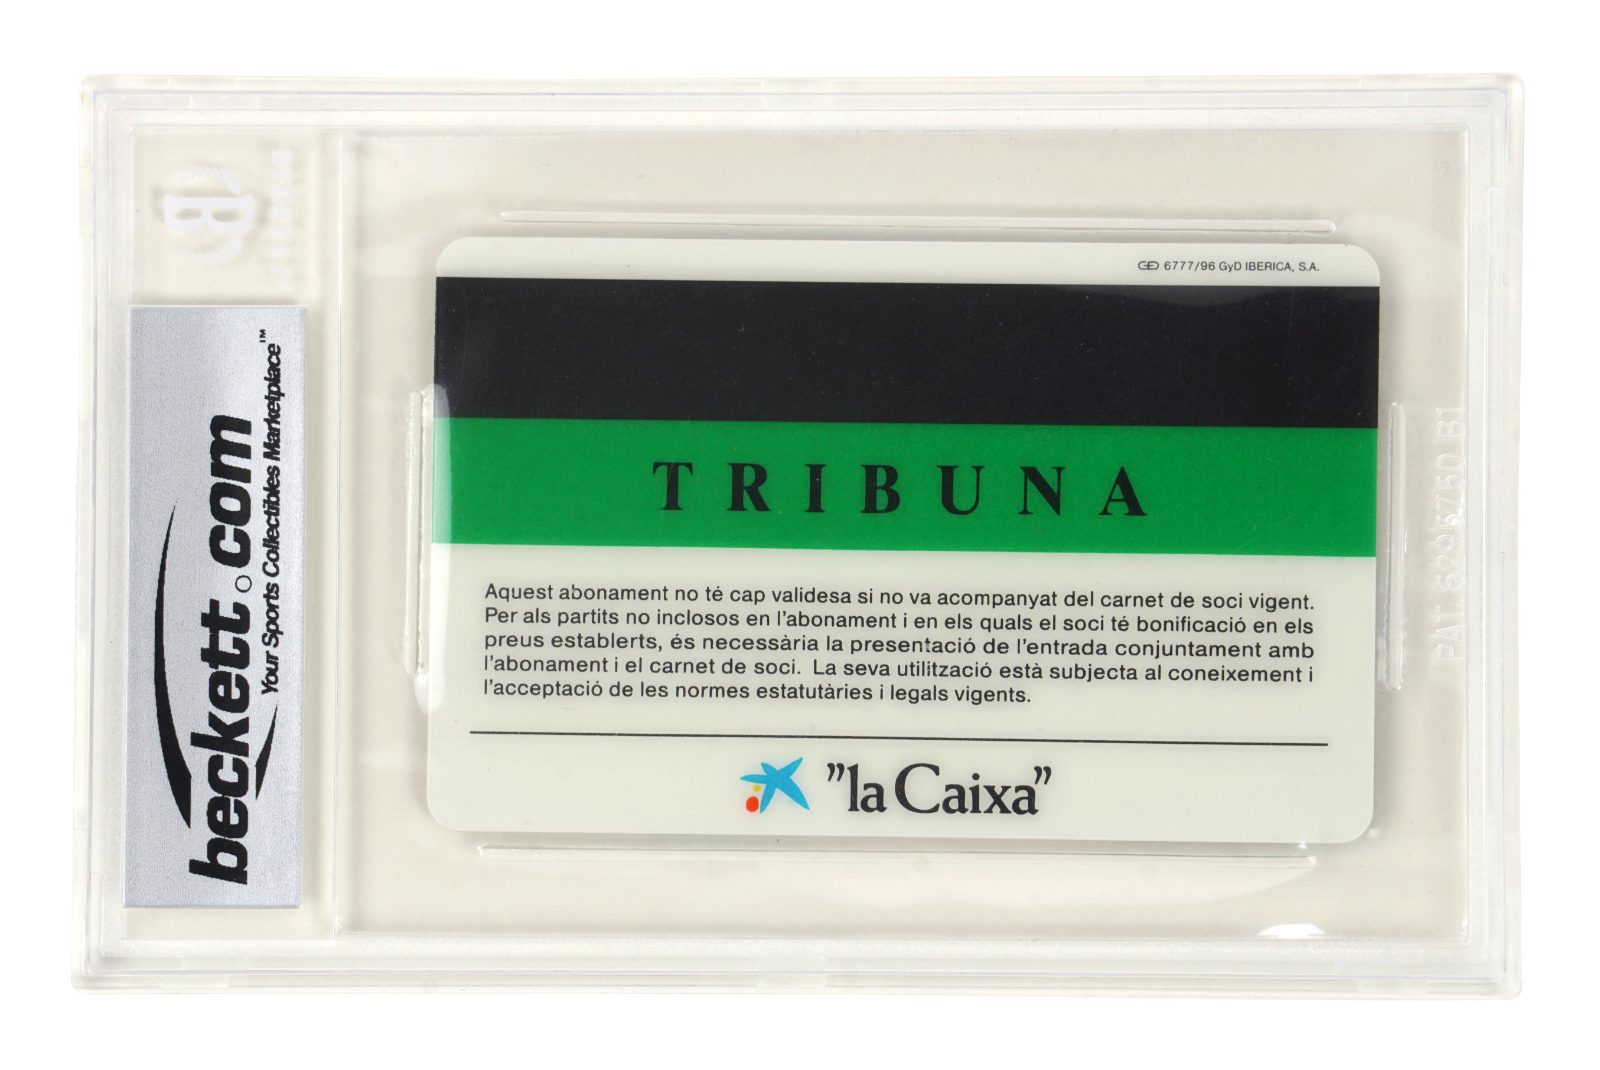 GD 6777/96 GyD IBERICA, S.A.
TRIBUNA
Aquest abonament no té cap validesa si no va acompanyat del carnet de soci vigent.
Per als partits no inclosos en l'abonament i en els quals el soci té bonificació en els
preus establerts, és necessària la presentació de l'entrada conjuntament amb
l'abonament i el carnet de soci. La seva utilització està subjecta al coneixement i
l'acceptació de les normes estatutàries i legals vigents.
"la Caixa"
beckett.com
Your Sports Collectibles Marketplace™
B
PAT 5295750 B1